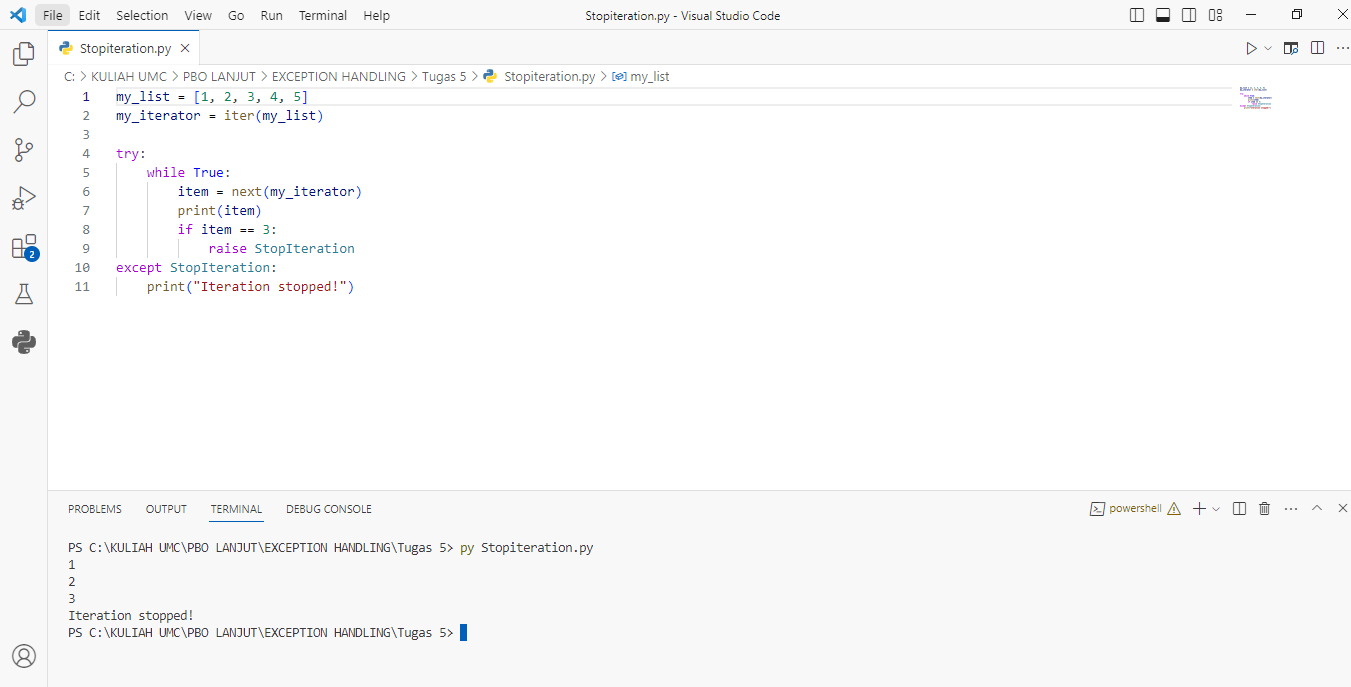 File Edit Selection View Go Run Terminal Help Stopiteration.py - Visual Studio Code
Stopiteration.py
C: > KULIAH UMC > PBO LANJUT > EXCEPTION HANDLING > Tugas 5 > Stopiteration.py > my_list
1 my_list = [1, 2, 3, 4, 5]
2 my_iterator = iter(my_list)
3
4 try:
5     while True:
6         item = next(my_iterator)
7         print(item)
8         if item == 3:
9             raise StopIteration
10 except StopIteration:
11     print("Iteration stopped!")
2
PROBLEMS OUTPUT TERMINAL DEBUG CONSOLE powershell
PS C:\KULIAH UMC\PBO LANJUT\EXCEPTION HANDLING\Tugas 5> py Stopiteration.py
1
2
3
Iteration stopped!
PS C:\KULIAH UMC\PBO LANJUT\EXCEPTION HANDLING\Tugas 5>